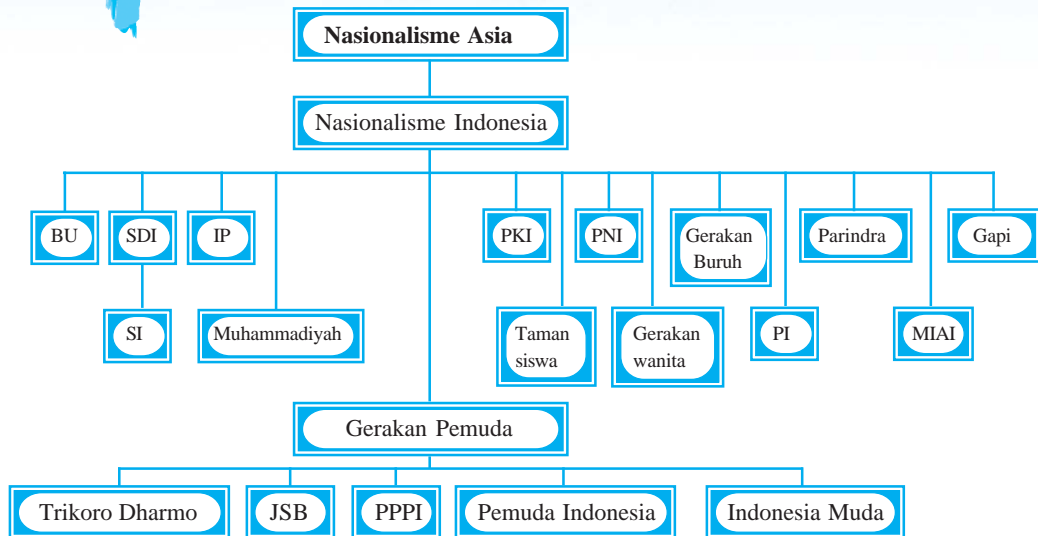 Nasionalisme Asia
Nasionalisme Indonesia
BU
SDI
IP
PKI
PNI
Gerakan
Buruh
Parindra
Gapi
SI
Muhammadiyah
Taman
siswa
Gerakan
wanita
PI
MIAI
Gerakan Pemuda
Trikoro Dharmo
JSB
PPPI
Pemuda Indonesia
Indonesia Muda